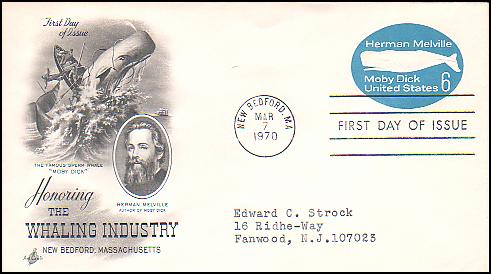 First Day
of Issue
THE FAMOUS SPERM WHALE
"MOBY DICK"
HERMAN MELVILLE
AUTHOR OF MOBY DICK
Honoring
THE
WHALING INDUSTRY
NEW BEDFORD, MASSACHUSETTS
ArtCraft
NEW BEDFORD, MA
MAR
7
1970
Herman Melville
Moby Dick
United States 6
FIRST DAY OF ISSUE
Edward C. Strock
16 Ridhe-Way
Fanwood, N.J.107023